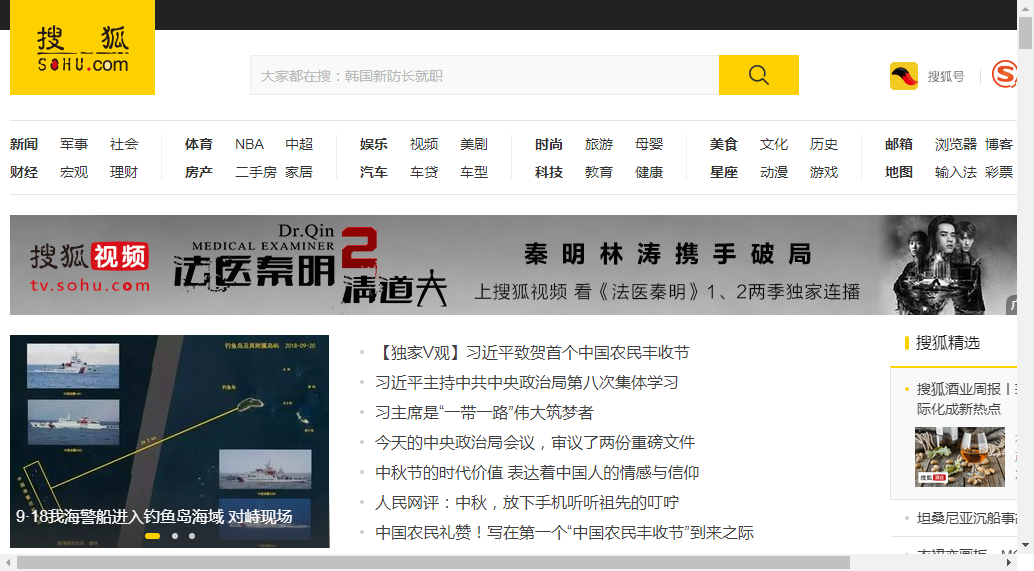 搜狐
SOHU.com
大家都在搜：韩国新防长就职
搜狐号
新闻 军事 社会 体育 NBA 中超 娱乐 视频 美剧 时尚 旅游 母婴 美食 文化 历史 邮箱 浏览器 博客
财经 宏观 理财 房产 二手房 家居 汽车 车贷 车型 科技 教育 健康 星座 动漫 游戏 地图 输入法 彩票
搜狐视频
tv.sohu.com
Dr.Qin
MEDICAL EXAMINER
法医秦明2
清道夫
秦明林涛携手破局
上搜狐视频 看《法医秦明》1、2两季独家连播
钓鱼岛及其附属岛屿 2018-09-20
钓鱼岛
9·18我海警船进入钓鱼岛海域 对峙现场
【独家V观】习近平致贺首个中国农民丰收节
习近平主持中共中央政治局第八次集体学习
习主席是“一带一路”伟大筑梦者
今天的中央政治局会议，审议了两份重磅文件
中秋节的时代价值 表达着中国人的情感与信仰
人民网评：中秋，放下手机听听祖先的叮咛
中国农民礼赞！写在第一个“中国农民丰收节”到来之际
搜狐精选
搜狐酒业周报丨
际化成新热点
坦桑尼亚沉船事